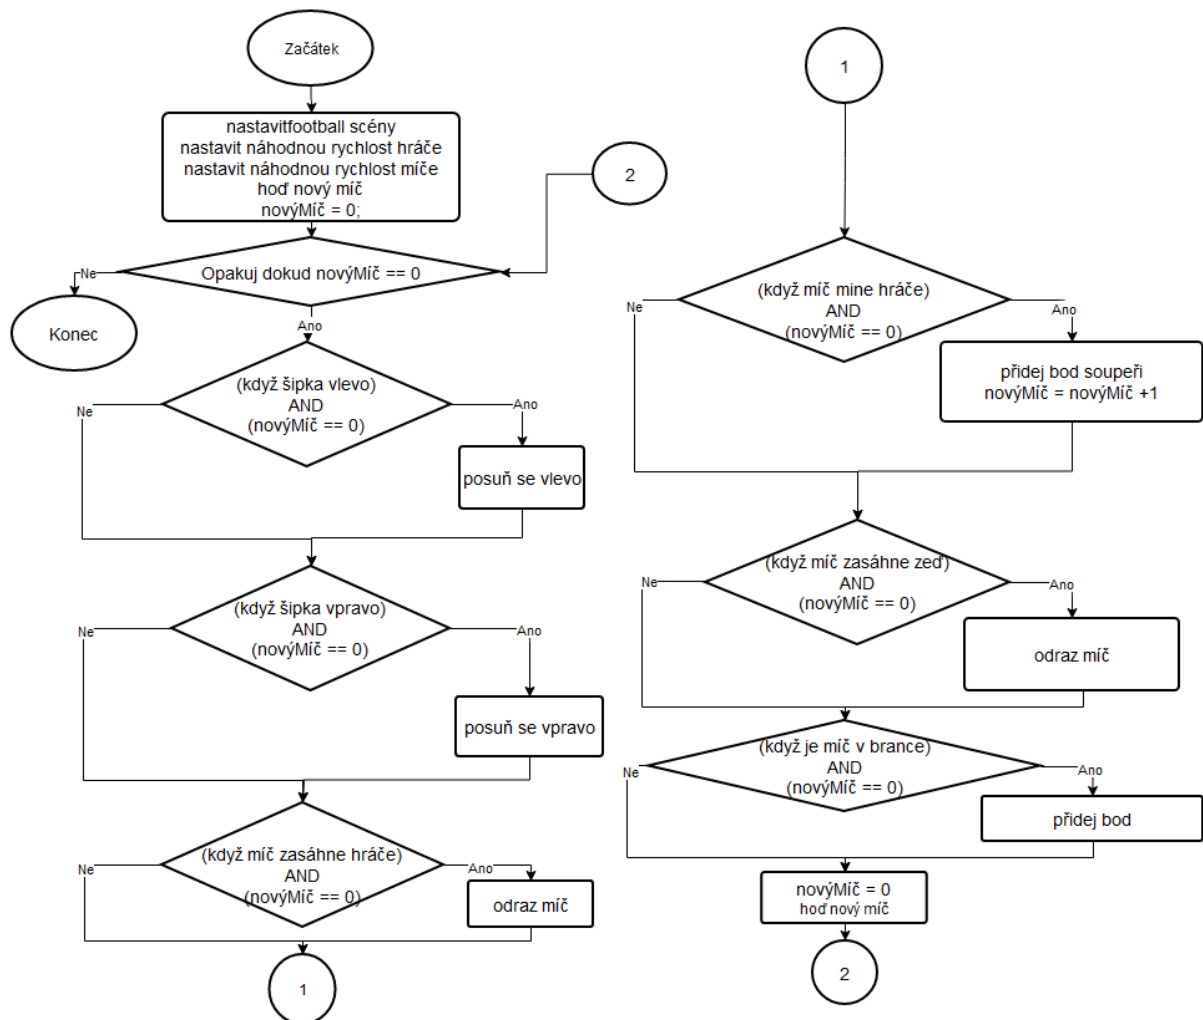 Začátek
nastavitfootball scény
nastavit náhodnou rychlost hráče
nastavit náhodnou rychlost míče
hoď nový míč
novýMíč = 0;
2
Opakuj dokud novýMíč == 0
Ne
Konec
Ano
(když šipka vlevo)
AND
(novýMíč == 0)
Ne
Ano
posuň se vlevo
(když šipka vpravo)
AND
(novýMíč == 0)
Ne
Ano
posuň se vpravo
(když míč zasáhne hráče)
AND
(novýMíč == 0)
Ne
Ano
odraz míč
1
1
(když míč mine hráče)
AND
(novýMíč == 0)
Ne
Ano
přidej bod soupeři
novýMíč = novýMíč +1
(když míč zasáhne zeď)
AND
(novýMíč == 0)
Ne
Ano
odraz míč
(když je míč v brance)
AND
(novýMíč == 0)
Ne
Ano
přidej bod
novýMíč = 0
hoď nový míč
2